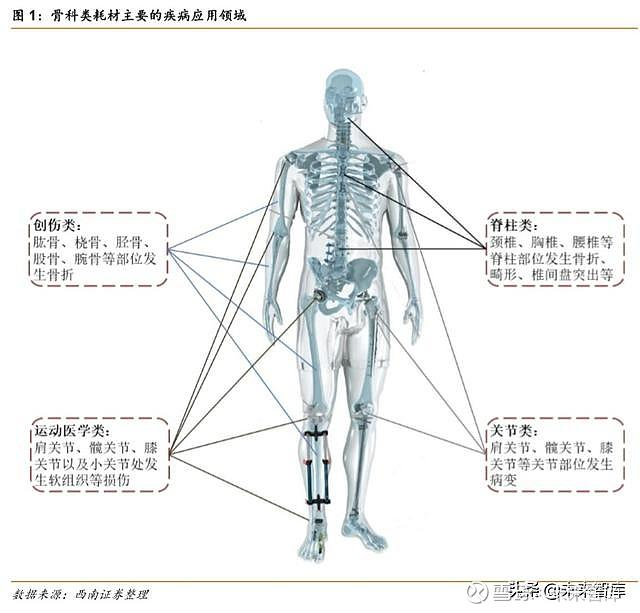 图 1：骨科类耗材主要的疾病应用领域
创伤类：
肱骨、桡骨、胫骨、
股骨、腕骨等部位发
生骨折
脊柱类：
颈椎、胸椎、腰椎等
脊柱部位发生骨折、
畸形、椎间盘突出等
运动医学类：
肩关节、髋关节、膝
关节以及小关节处发
生软组织等损伤
关节类：
肩关节、髋关节、膝
关节等关节部位发生
病变
数据来源：西南证券整理
头条@未来智库